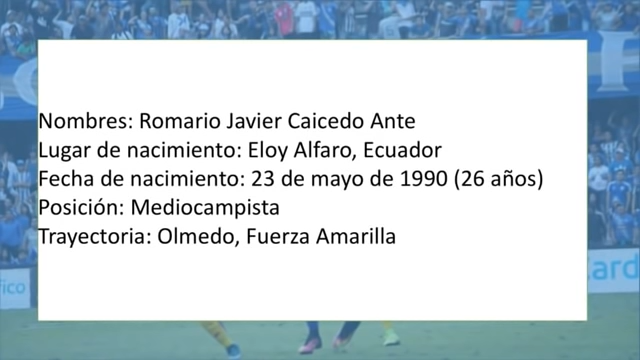 Nombres: Romario Javier Caicedo Ante
Lugar de nacimiento: Eloy Alfaro, Ecuador
Fecha de nacimiento: 23 de mayo de 1990 (26 años)
Posición: Mediocampista
Trayectoria: Olmedo, Fuerza Amarilla